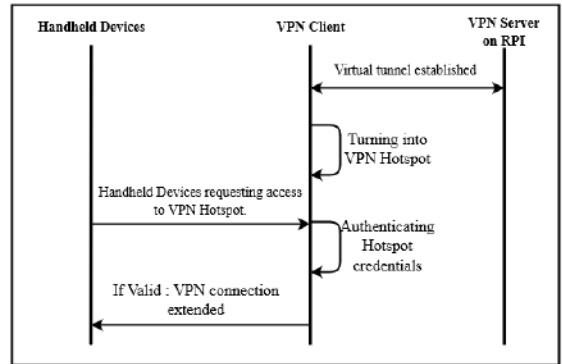 Handheld Devices
VPN Client
VPN Server
on RPI
Virtual tunnel established
Turning into
VPN Hotspot
Handheld Devices requesting access
to VPN Hotspot.
Authenticating
Hotspot
credentials
If Valid : VPN connection
extended